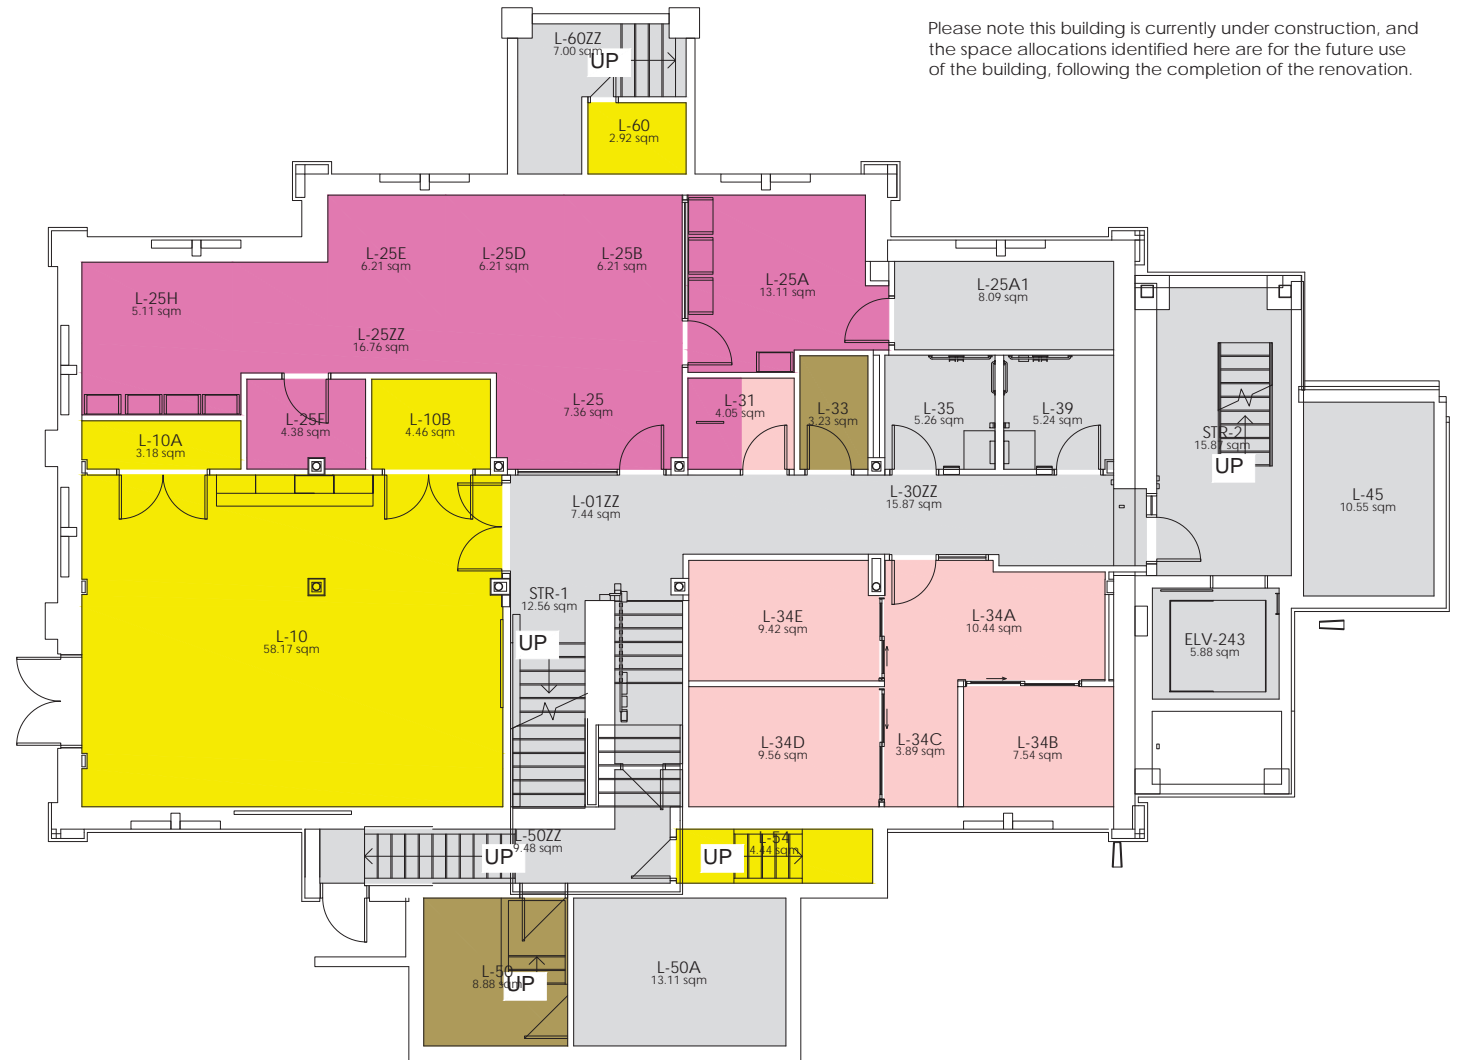 Please note this building is currently under construction, and
the space allocations identified here are for the future use
of the building, following the completion of the renovation.
L-60ZZ
7.00 sqm
UP
L-60
2.92 sqm
L-25E
6.21 sqm
L-25D
6.21 sqm
L-25B
6.21 sqm
L-25A
13.11 sqm
L-25A1
8.09 sqm
L-25H
5.11 sqm
L-25ZZ
16.76 sqm
L-25
7.36 sqm
L-31
4.05 sqm
L-33
3.23 sqm
L-35
5.26 sqm
L-39
5.24 sqm
STR-2
15.87 sqm
UP
L-25F
4.38 sqm
L-10B
4.46 sqm
L-10A
3.18 sqm
L-01ZZ
7.44 sqm
L-30ZZ
15.87 sqm
L-45
10.55 sqm
STR-1
12.56 sqm
UP
L-34E
9.42 sqm
L-34A
10.44 sqm
L-10
58.17 sqm
ELV-243
5.88 sqm
L-34D
9.56 sqm
L-34C
3.89 sqm
L-34B
7.54 sqm
L-50ZZ
9.48 sqm
UP
L-54
4.44 sqm
UP
L-50
8.88 sqm
UP
L-50A
13.11 sqm